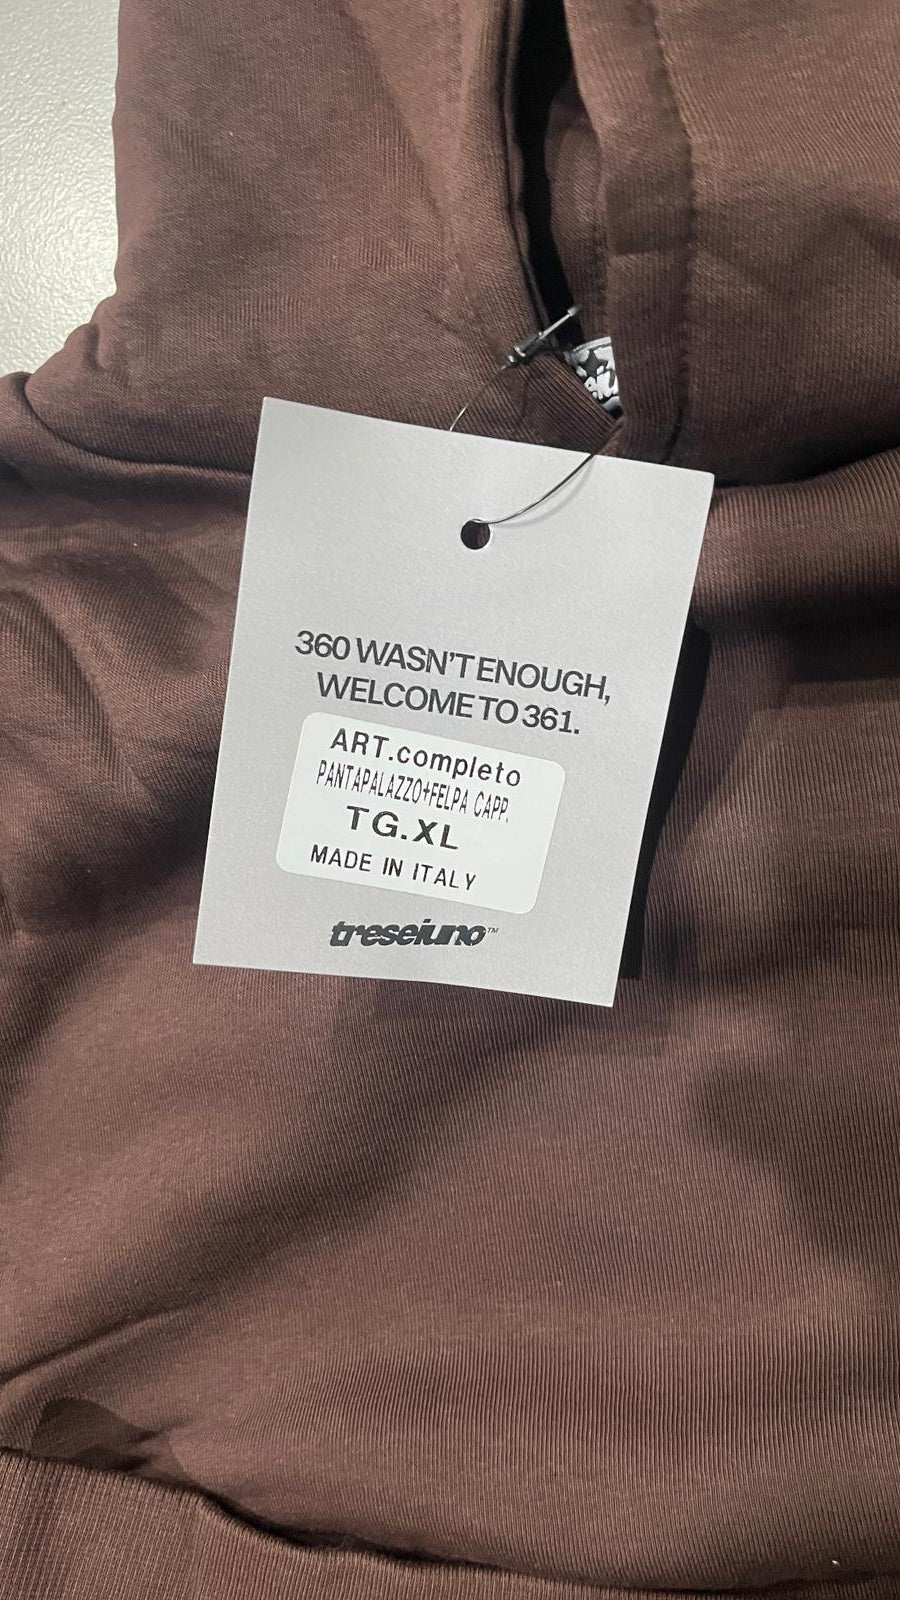 360 WASN'T ENOUGH,
WELCOME TO 361.
ART.completo
PANTAPALAZZO+FELPA CAPP.
TG.XL
MADE IN ITALY
treseiuno™